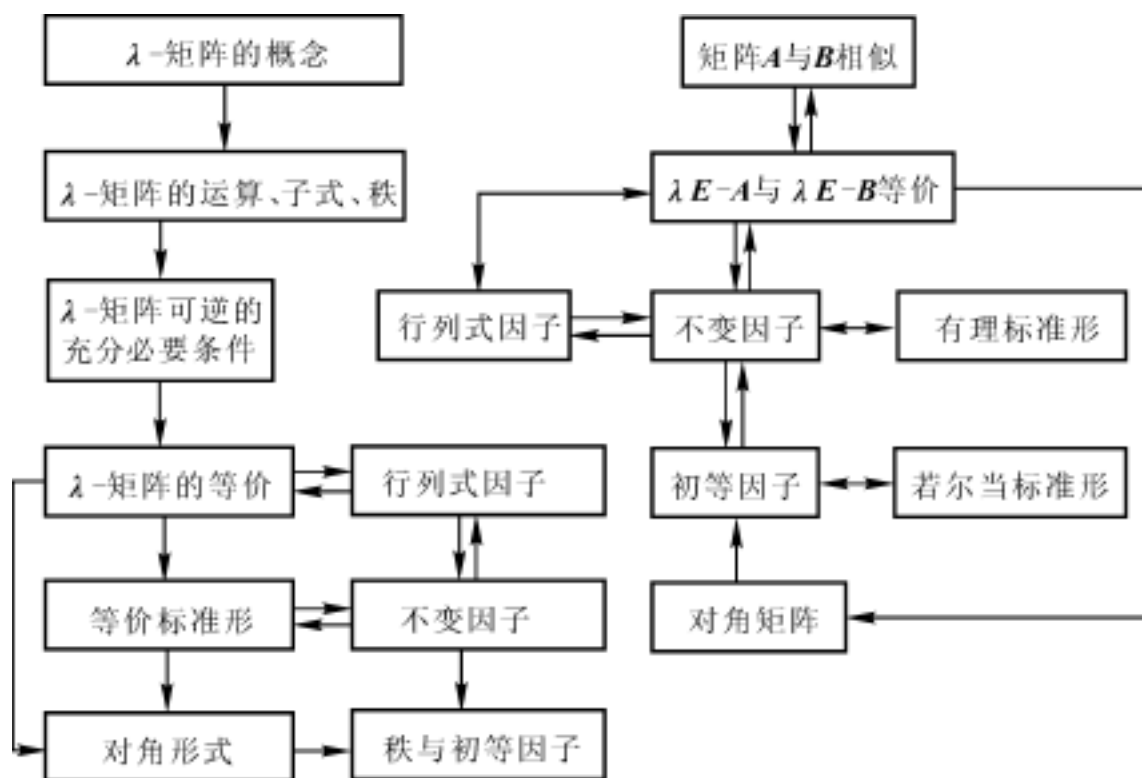 λ-矩阵的概念
λ-矩阵的运算、子式、秩
λ-矩阵可逆的
充分必要条件
λ-矩阵的等价
行列式因子
等价标准形
不变因子
对角形式
秩与初等因子
矩阵A与B相似
λE-A与λE-B等价
行列式因子
不变因子
有理标准形
初等因子
若尔当标准形
对角矩阵